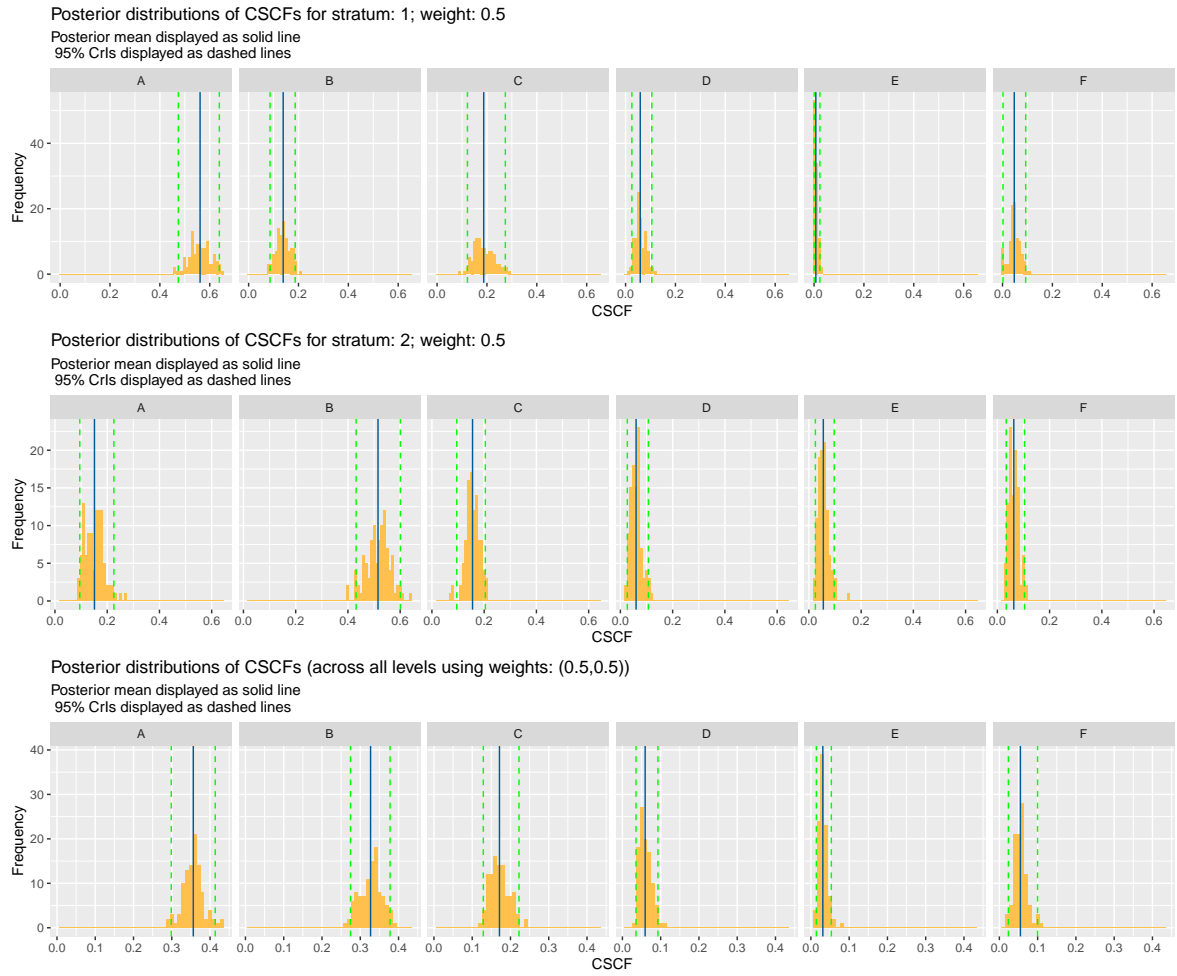 Posterior distributions of CSCFs for stratum: 1; weight: 0.5
Posterior mean displayed as solid line
95% CrIs displayed as dashed lines
A B C D E F
Frequency
40
20
0
0.0 0.2 0.4 0.6 0.0 0.2 0.4 0.6 0.0 0.2 0.4 0.6 0.0 0.2 0.4 0.6 0.0 0.2 0.4 0.6 0.0 0.2 0.4 0.6
CSCF
Posterior distributions of CSCFs for stratum: 2; weight: 0.5
Posterior mean displayed as solid line
95% CrIs displayed as dashed lines
A B C D E F
Frequency
20
15
10
5
0
0.0 0.2 0.4 0.6 0.0 0.2 0.4 0.6 0.0 0.2 0.4 0.6 0.0 0.2 0.4 0.6 0.0 0.2 0.4 0.6 0.0 0.2 0.4 0.6
CSCF
Posterior distributions of CSCFs (across all levels using weights: (0.5,0.5))
Posterior mean displayed as solid line
95% CrIs displayed as dashed lines
A B C D E F
Frequency
40
30
20
10
0
0.0 0.1 0.2 0.3 0.4 0.0 0.1 0.2 0.3 0.4 0.0 0.1 0.2 0.3 0.4 0.0 0.1 0.2 0.3 0.4 0.0 0.1 0.2 0.3 0.4 0.0 0.1 0.2 0.3 0.4
CSCF